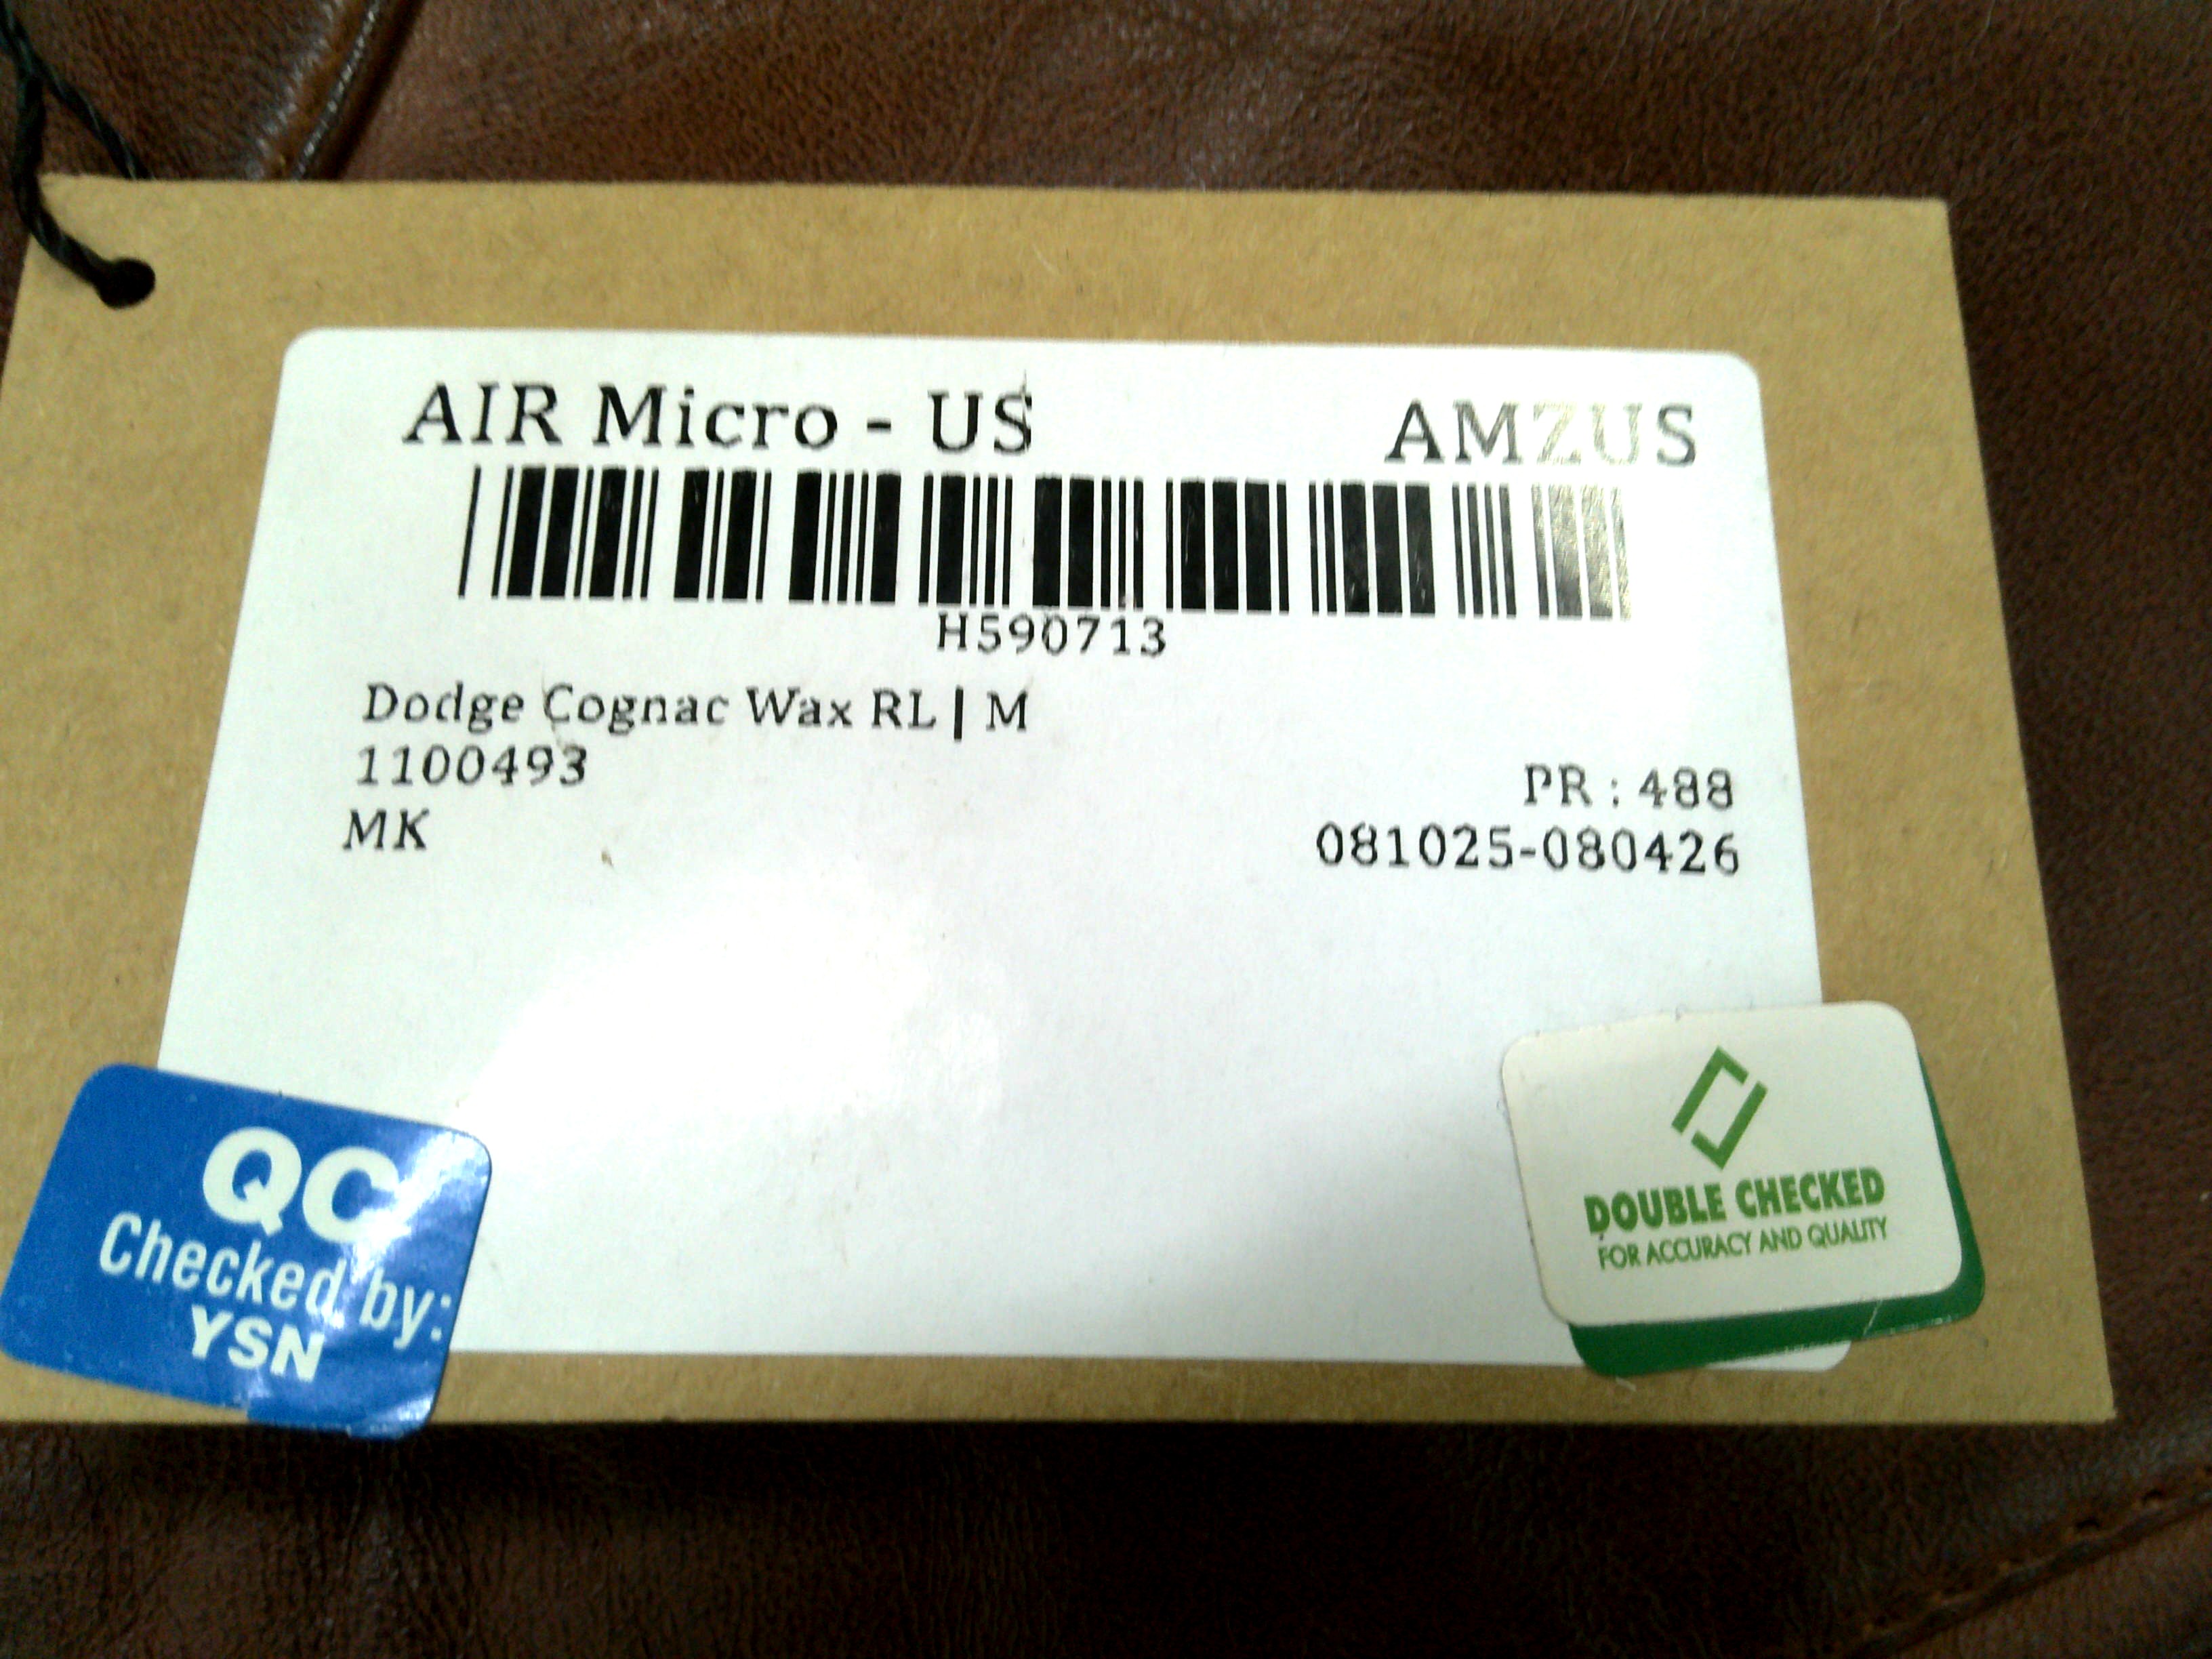 AIR Micro - US
AMZUS
H590713
Dodge Cognac Wax RL | M
1100493
PR : 488
MK
081025-080426
QC
Checked by:
YSN
DOUBLE CHECKED
FOR ACCURACY AND QUALITY